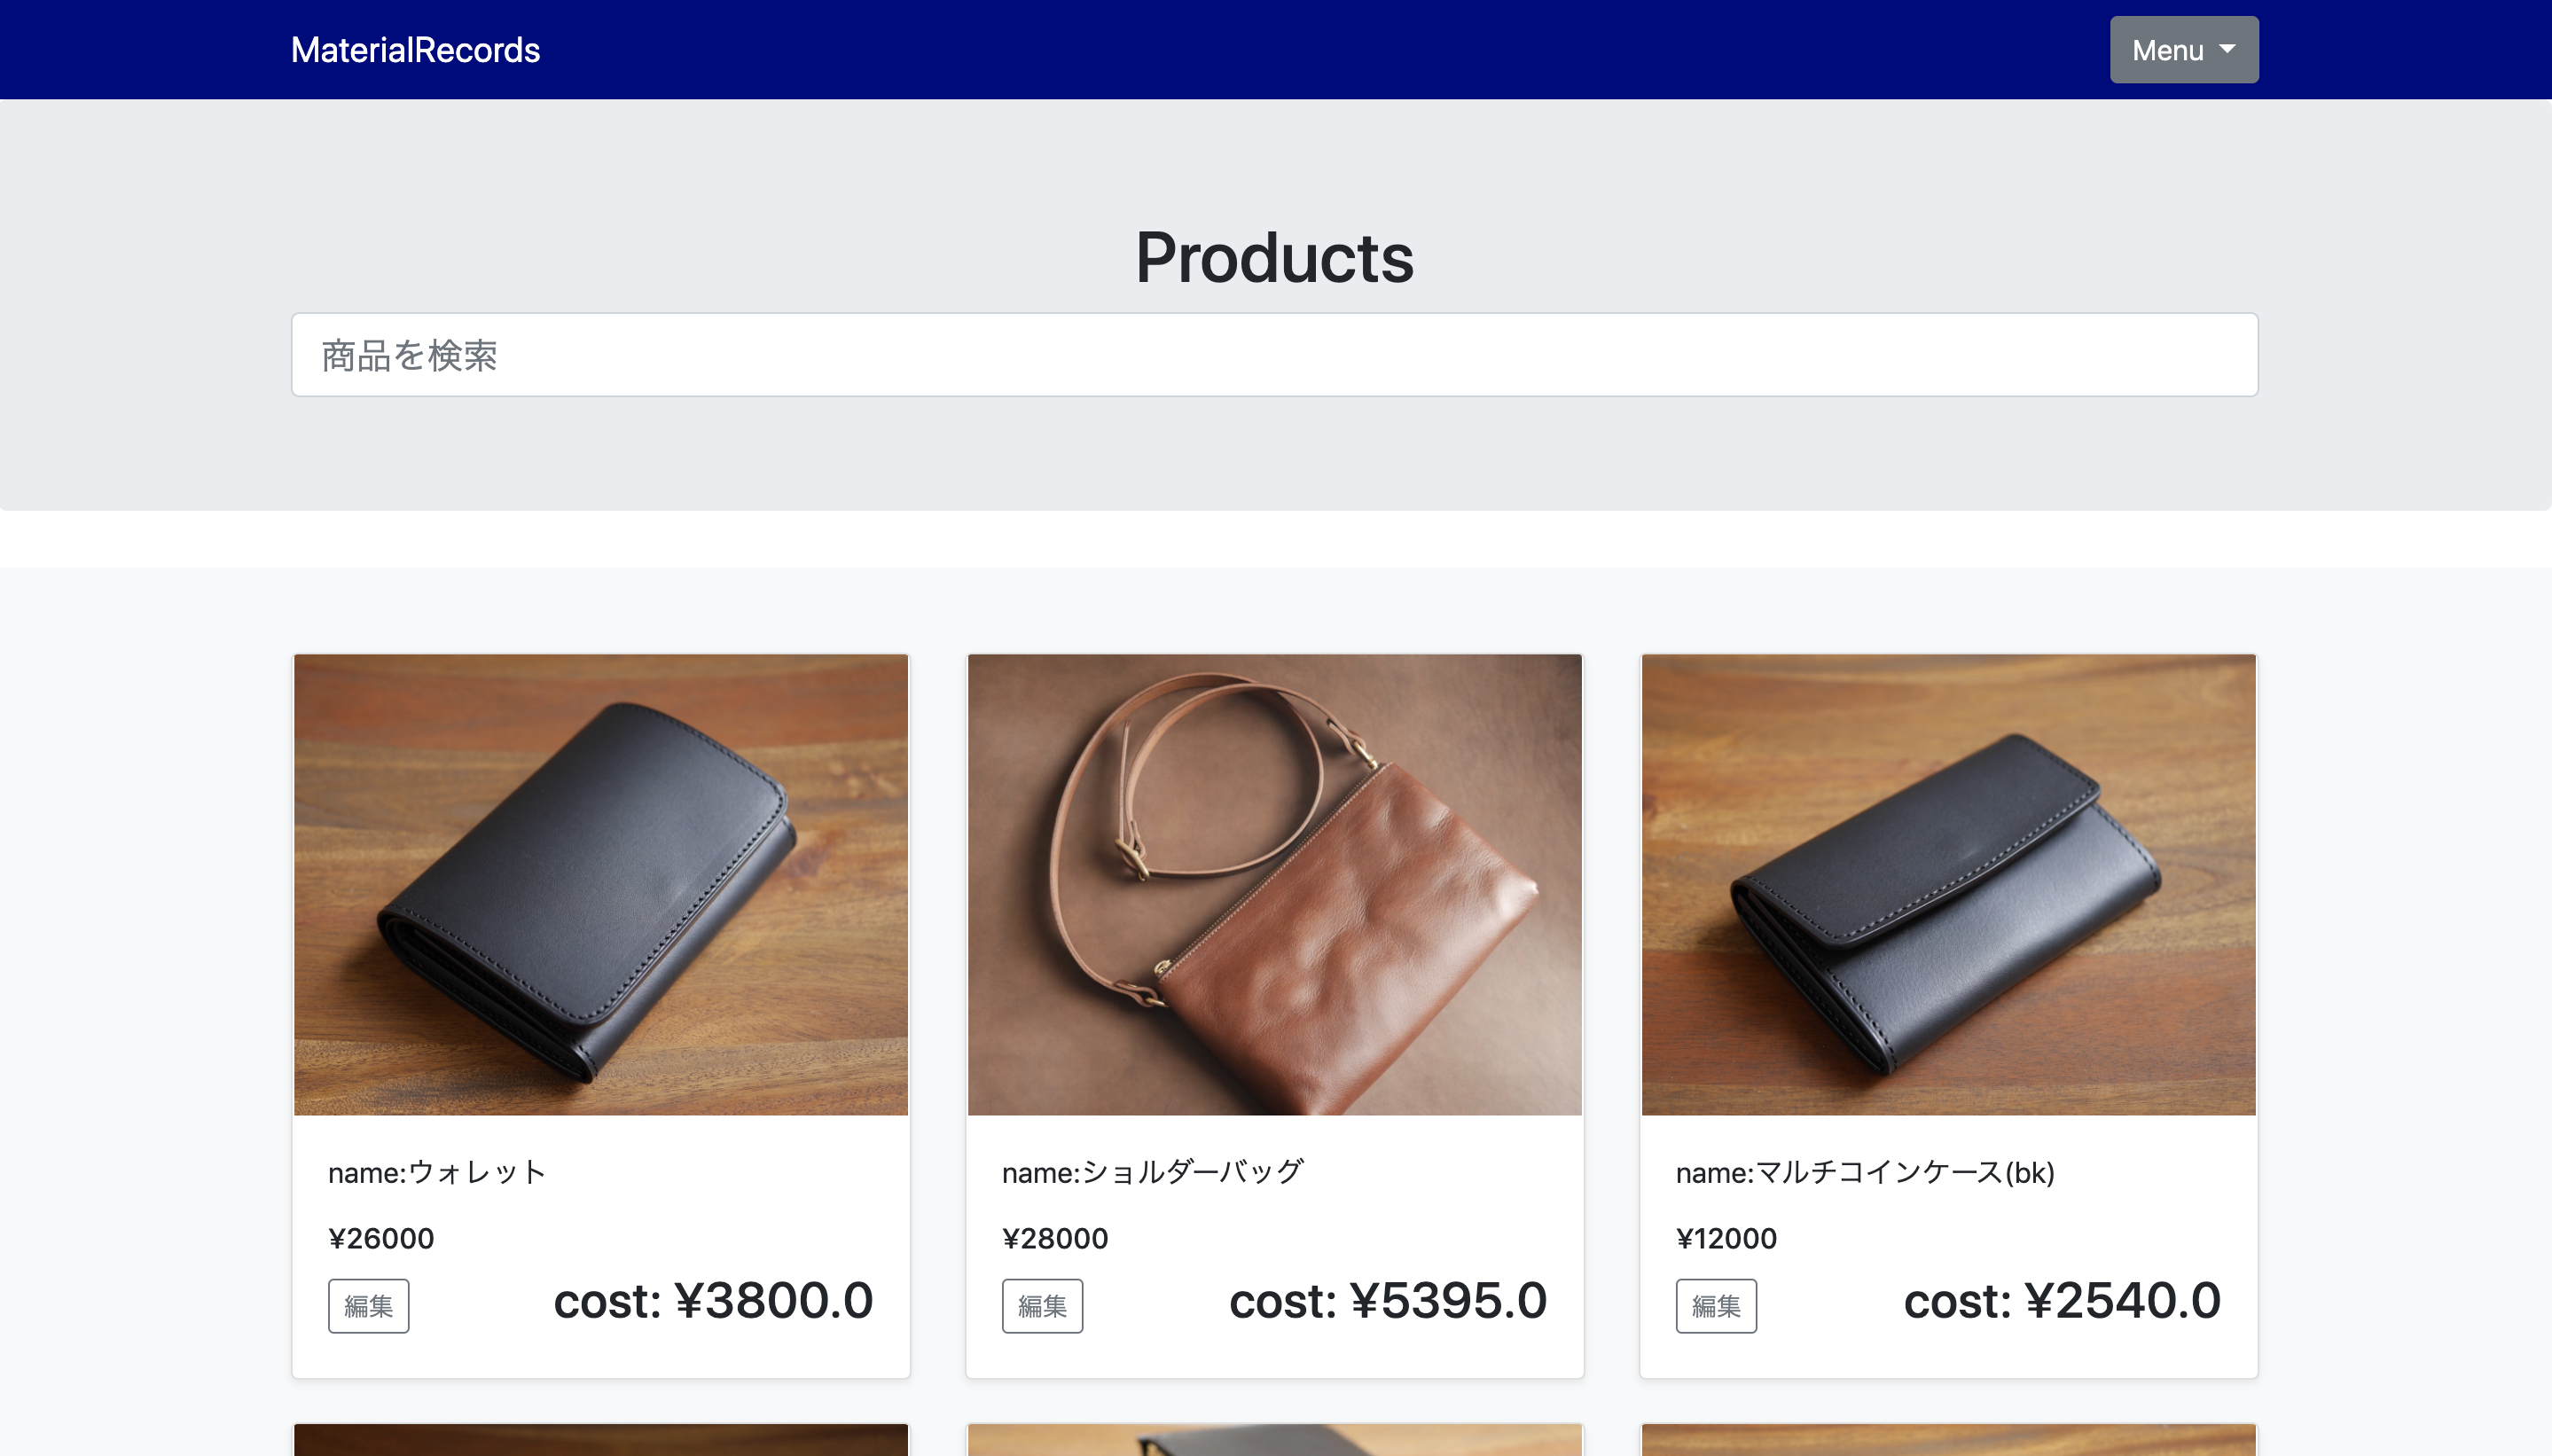 MaterialRecords
Menu
Products
商品を検索
name:ウォレット
¥26000
編集
cost: ¥3800.0
name:ショルダーバッグ
¥28000
編集
cost: ¥5395.0
name:マルチコインケース(bk)
¥12000
編集
cost: ¥2540.0